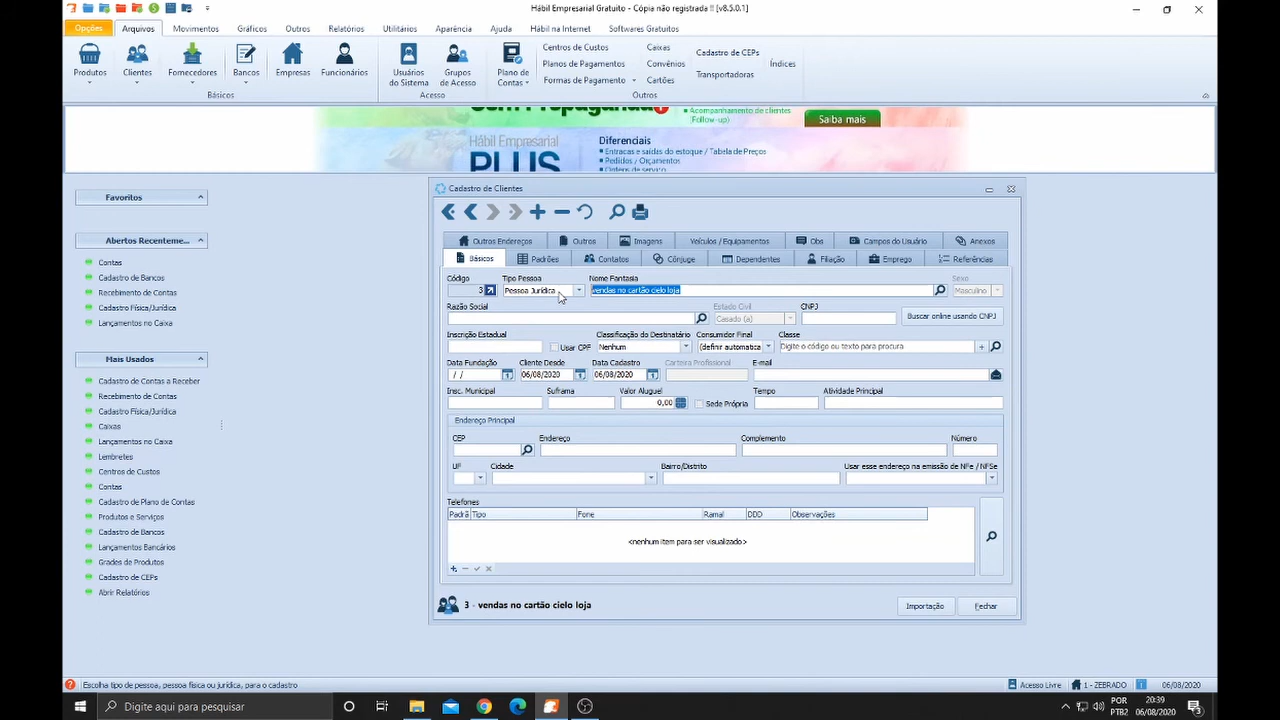 Hábil Empresarial Gratuito - Cópia não registrada !! [v8.5.0.1]
Opções Arquivos Movimentos Gráficos Outros Relatórios Utilitários Aparência Ajuda Hábil na Internet Softwares Gratuitos
Produtos Clientes Fornecedores Bancos Empresas Funcionários
Básicos
Usuários do Sistema Grupos de Acesso
Acesso
Plano de Contas
Centros de Custos Caixas Cadastro de CEPs
Planos de Pagamentos Convênios Índices
Formas de Pagamento Cartões Transportadoras
Outros
Sem Propaganda
Acompanhamento de clientes
(Follow-up)
Saiba mais
Hábil Empresarial
PLUS
Diferenciais
Entradas e saídas do estoque / Tabela de Preços
Pedidos / Orçamentos
Ordens de serviço
Favoritos
Abertos Recenteme...
Contas
Cadastro de Bancos
Recebimento de Contas
Cadastro Física/Jurídica
Lançamentos no Caixa
Mais Usados
Cadastro de Contas a Receber
Recebimento de Contas
Cadastro Física/Jurídica
Caixas
Lançamentos no Caixa
Lembretes
Centros de Custo
Contas
Cadastro de Plano de Contas
Produtos e Serviços
Cadastro de Bancos
Lançamentos Bancários
Grades de Produtos
Cadastro de CEPs
Abrir Relatórios
Cadastro de Clientes
Outros Endereços Outros Imagens Veículos / Equipamentos Obs Campos do Usuário Anexos
Básicos Padrões Contatos Cônjuge Dependentes Filiação Emprego Referências
Código Tipo Pessoa Nome Fantasia Sexo
3 Pessoa Jurídica vendas no cartão cielo loja Masculino
Razão Social Estado Civil CNPJ
Casado (a) Buscar online usando CNPJ
Inscrição Estadual Classificação do Destinatário Consumidor Final Classe
Usar CPF Nenhum (definir automatica Digite o código ou texto para procura
Data Fundação Cliente Desde Data Cadastro Carteira Profissional E-mail
/ / 06/08/2020 06/08/2020
Insc. Municipal Suframa Valor Aluguel Tempo Atividade Principal
0,00 Sede Própria
Endereço Principal
CEP Endereço Complemento Número
UF Cidade Bairro/Distrito Usar esse endereço na emissão de NFe / NFSe
Telefones
Padrã Tipo Fone Ramal DDD Observações
<nenhum item para ser visualizado>
3 - vendas no cartão cielo loja
Importação Fechar
Escolha tipo de pessoa, pessoa física ou jurídica, para o cadastro
Acesso Livre 1 - ZEBRADO 06/08/2020
Digite aqui para pesquisar
POR
PTB2
20:39
06/08/2020
3